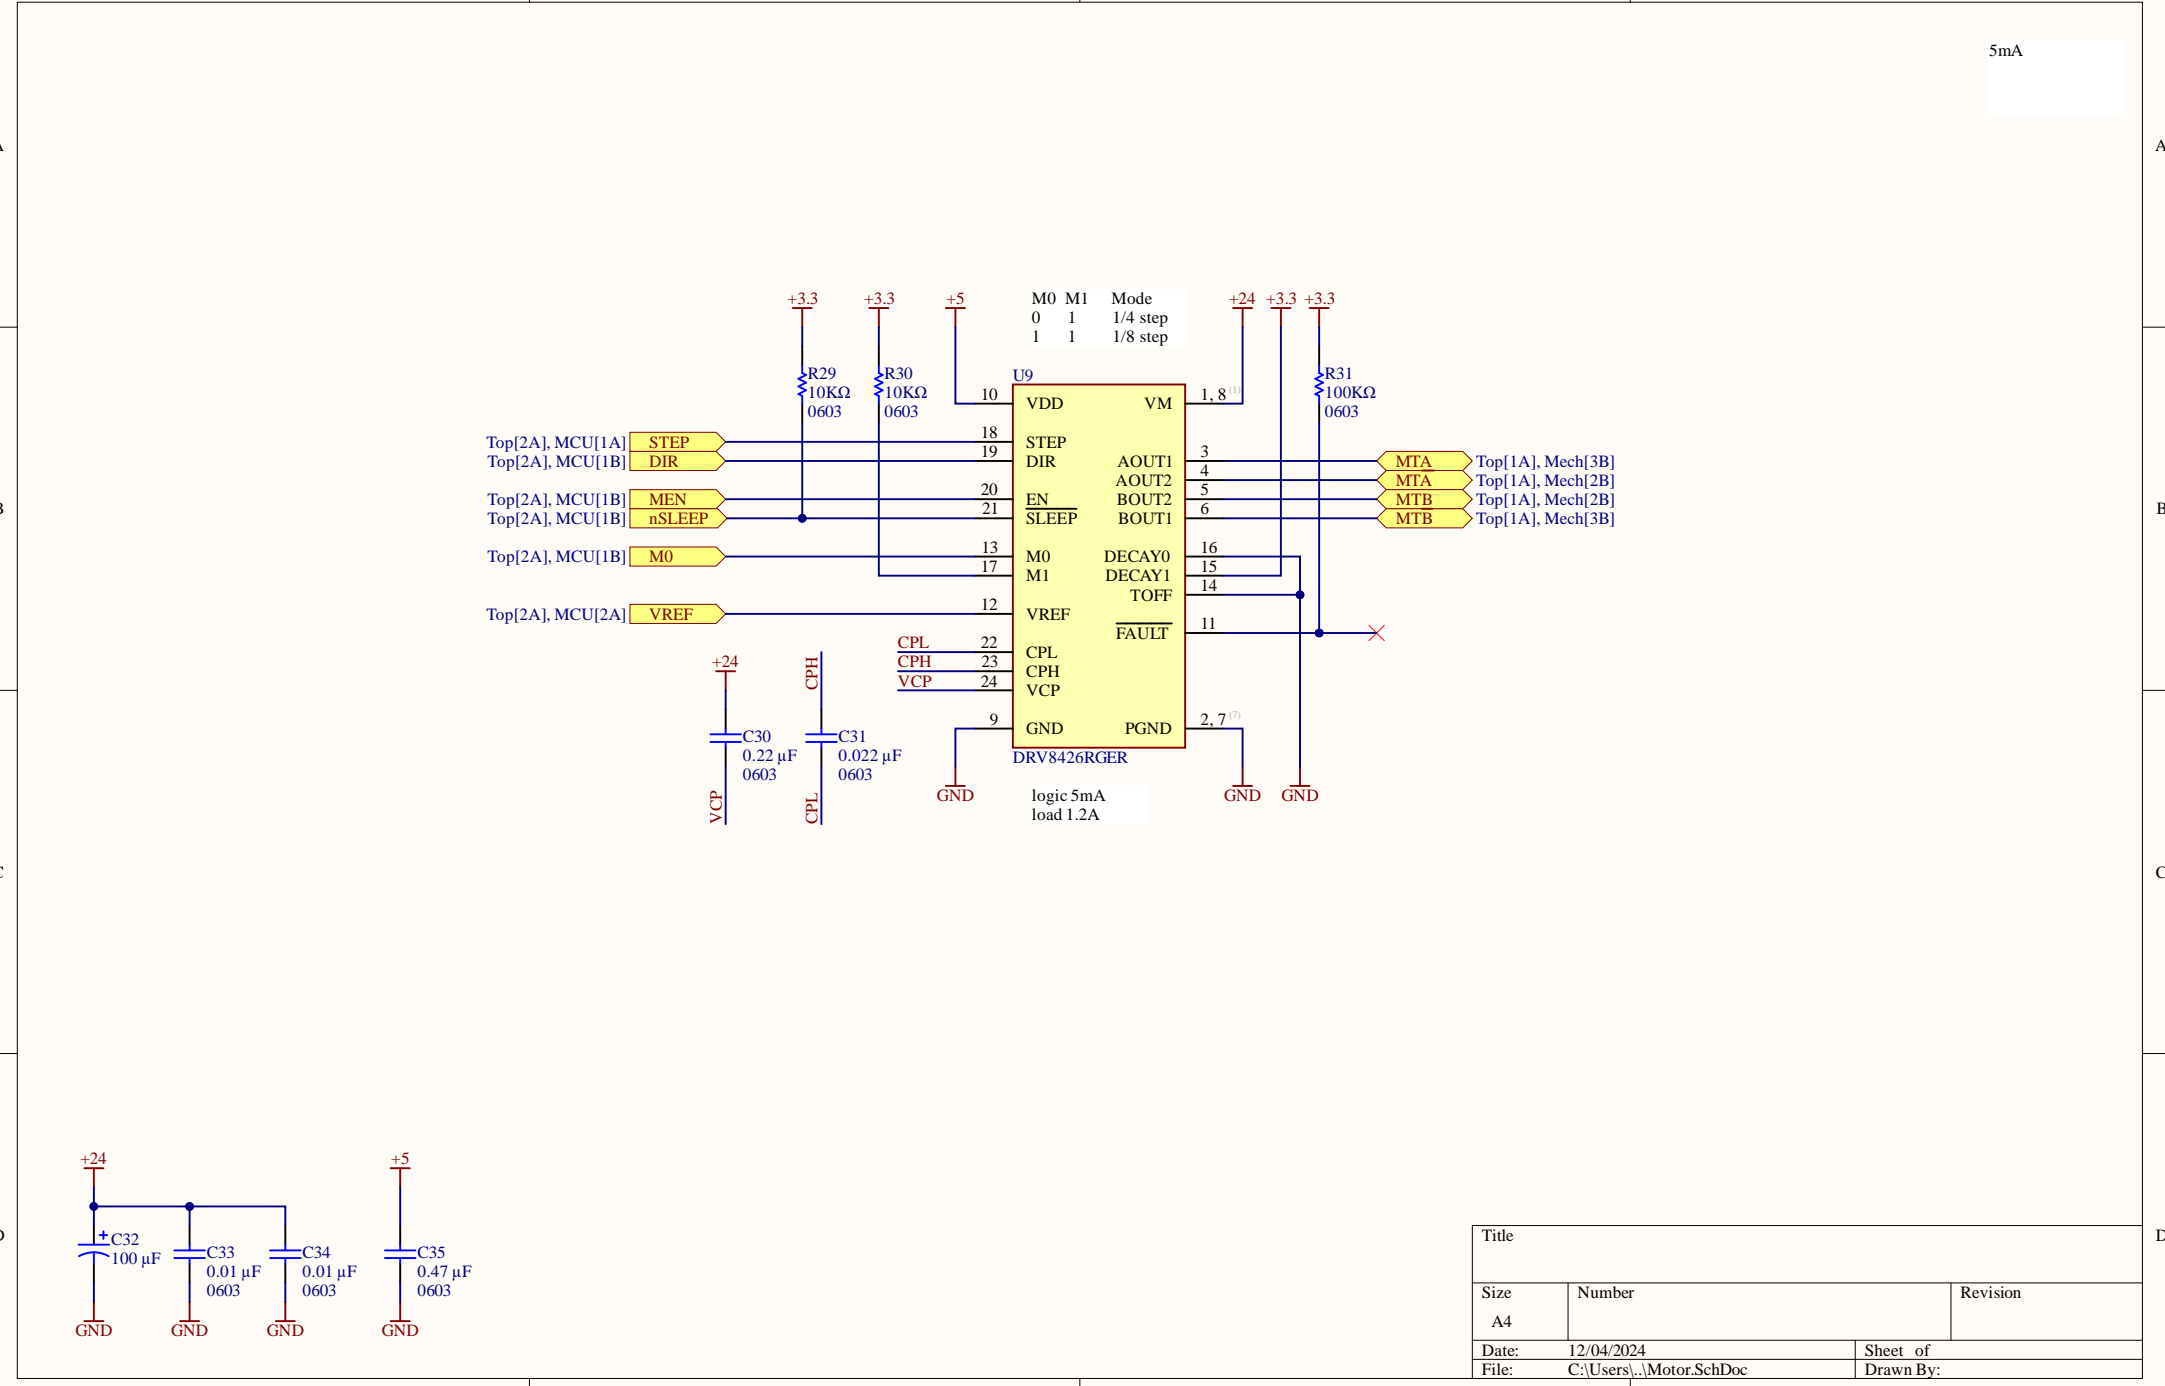 5mA
A
A
+3.3
+3.3
+5
M0 M1 Mode
0 1 1/4 step
1 1 1/8 step
+24
+3.3
+3.3
R29
10KΩ
0603
R30
10KΩ
0603
U9
R31
100KΩ
0603
10 VDD
VM 1, 8 (1)
Top[2A], MCU[1A] STEP 18 STEP
Top[2A], MCU[1B] DIR 19 DIR
AOUT1 3 MTA Top[1A], Mech[3B]
AOUT2 4 MTA Top[1A], Mech[2B]
Top[2A], MCU[1B] MEN 20 EN
BOUT2 5 MTB Top[1A], Mech[2B]
Top[2A], MCU[1B] nSLEEP 21 SLEEP
BOUT1 6 MTB Top[1A], Mech[3B]
B
B
Top[2A], MCU[1B] M0 13 M0
DECAY0 16
17 M1
DECAY1 15
TOFF 14
Top[2A], MCU[2A] VREF 12 VREF
FAULT 11
CPL 22 CPL
CPH 23 CPH
VCP 24 VCP
9 GND
PGND 2, 7 (7)
DRV8426RGER
+24
C30
0.22 µF
0603
VCP
CPH
C31
0.022 µF
0603
CPL
GND
GND
GND
logic 5mA
load 1.2A
C
C
+24
+5
C32
100 µF
C33
0.01 µF
0603
C34
0.01 µF
0603
C35
0.47 µF
0603
GND
GND
GND
GND
D
D
Title
Size
A4
Number
Revision
Date: 12/04/2024
Sheet of
File: C:\Users\..\Motor.SchDoc
Drawn By: